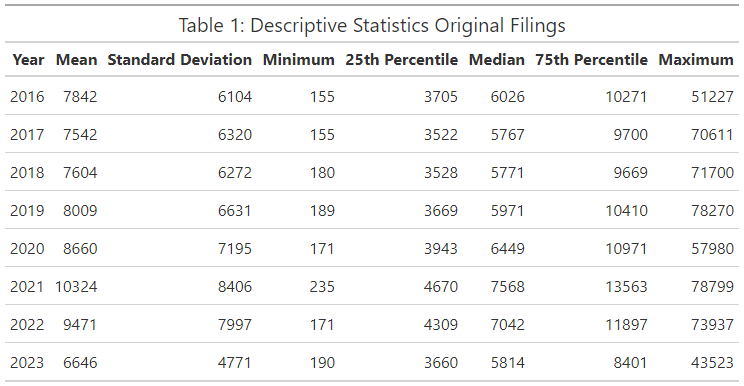 Table 1: Descriptive Statistics Original Filings
Year Mean Standard Deviation Minimum 25th Percentile Median 75th Percentile Maximum
2016 7842 6104 155 3705 6026 10271 51227
2017 7542 6320 155 3522 5767 9700 70611
2018 7604 6272 180 3528 5771 9669 71700
2019 8009 6631 189 3669 5971 10410 78270
2020 8660 7195 171 3943 6449 10971 57980
2021 10324 8406 235 4670 7568 13563 78799
2022 9471 7997 171 4309 7042 11897 73937
2023 6646 4771 190 3660 5814 8401 43523